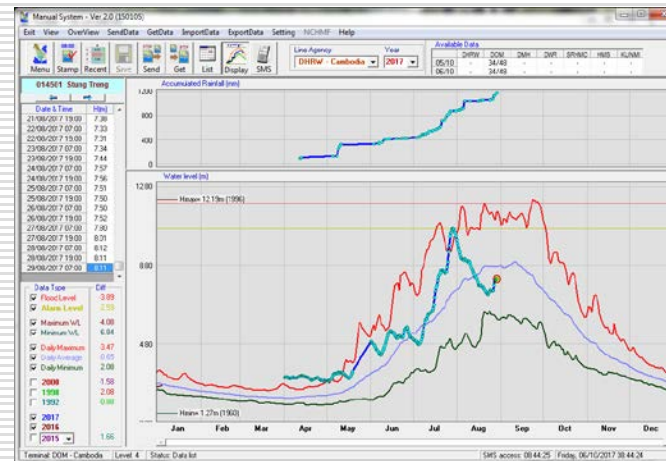 Manual System - Ver 2.0 (150105)
Exit View OverView SendData GetData ImportData ExportData Setting NCHMF Help
Menu Stamp Recent Save Send Get List Display SMS
Line Agency
DHRW - Cambodia
Year
2017
Available Data
DHRW DOM DMH DWR SRHMC HMS KUNMI
05/10 - 34/48 - - - - -
06/10 - 34/48 - - - - -
014501 Stung Treng
Date & Time H(m)
21/08/2017 19:00 7.38
22/08/2017 07:00 7.33
22/08/2017 19:00 7.31
23/08/2017 07:00 7.34
23/08/2017 19:00 7.44
24/08/2017 07:00 7.57
24/08/2017 19:00 7.56
25/08/2017 07:00 7.51
25/08/2017 19:00 7.50
26/08/2017 07:00 7.50
26/08/2017 19:00 7.52
27/08/2017 07:00 7.80
27/08/2017 19:00 8.01
28/08/2017 07:00 8.12
28/08/2017 19:00 8.11
29/08/2017 07:00 8.11
Data Type Diff
Flood Level -3.89
Alarm Level
Maximum WL 4.08
Minimum WL 6.84
Daily Maximum -3.47
Daily Average
Daily Minimum 2.08
2000 -1.58
1998 2.08
1992 0.88
2017
2016
2015 1.66
Accumulated Rainfall (mm)
1,200
800
400
0
Water level (m)
12.00
8.00
4.00
Hmax= 12.19m (1996)
Hmin= 1.27m (1960)
Jan Feb Mar Apr May Jun Jul Aug Sep Oct Nov Dec
Terminal: DOM - Cambodia Level 4 Status: Data list
SMS access: 08:44:25 Friday, 06/10/2017